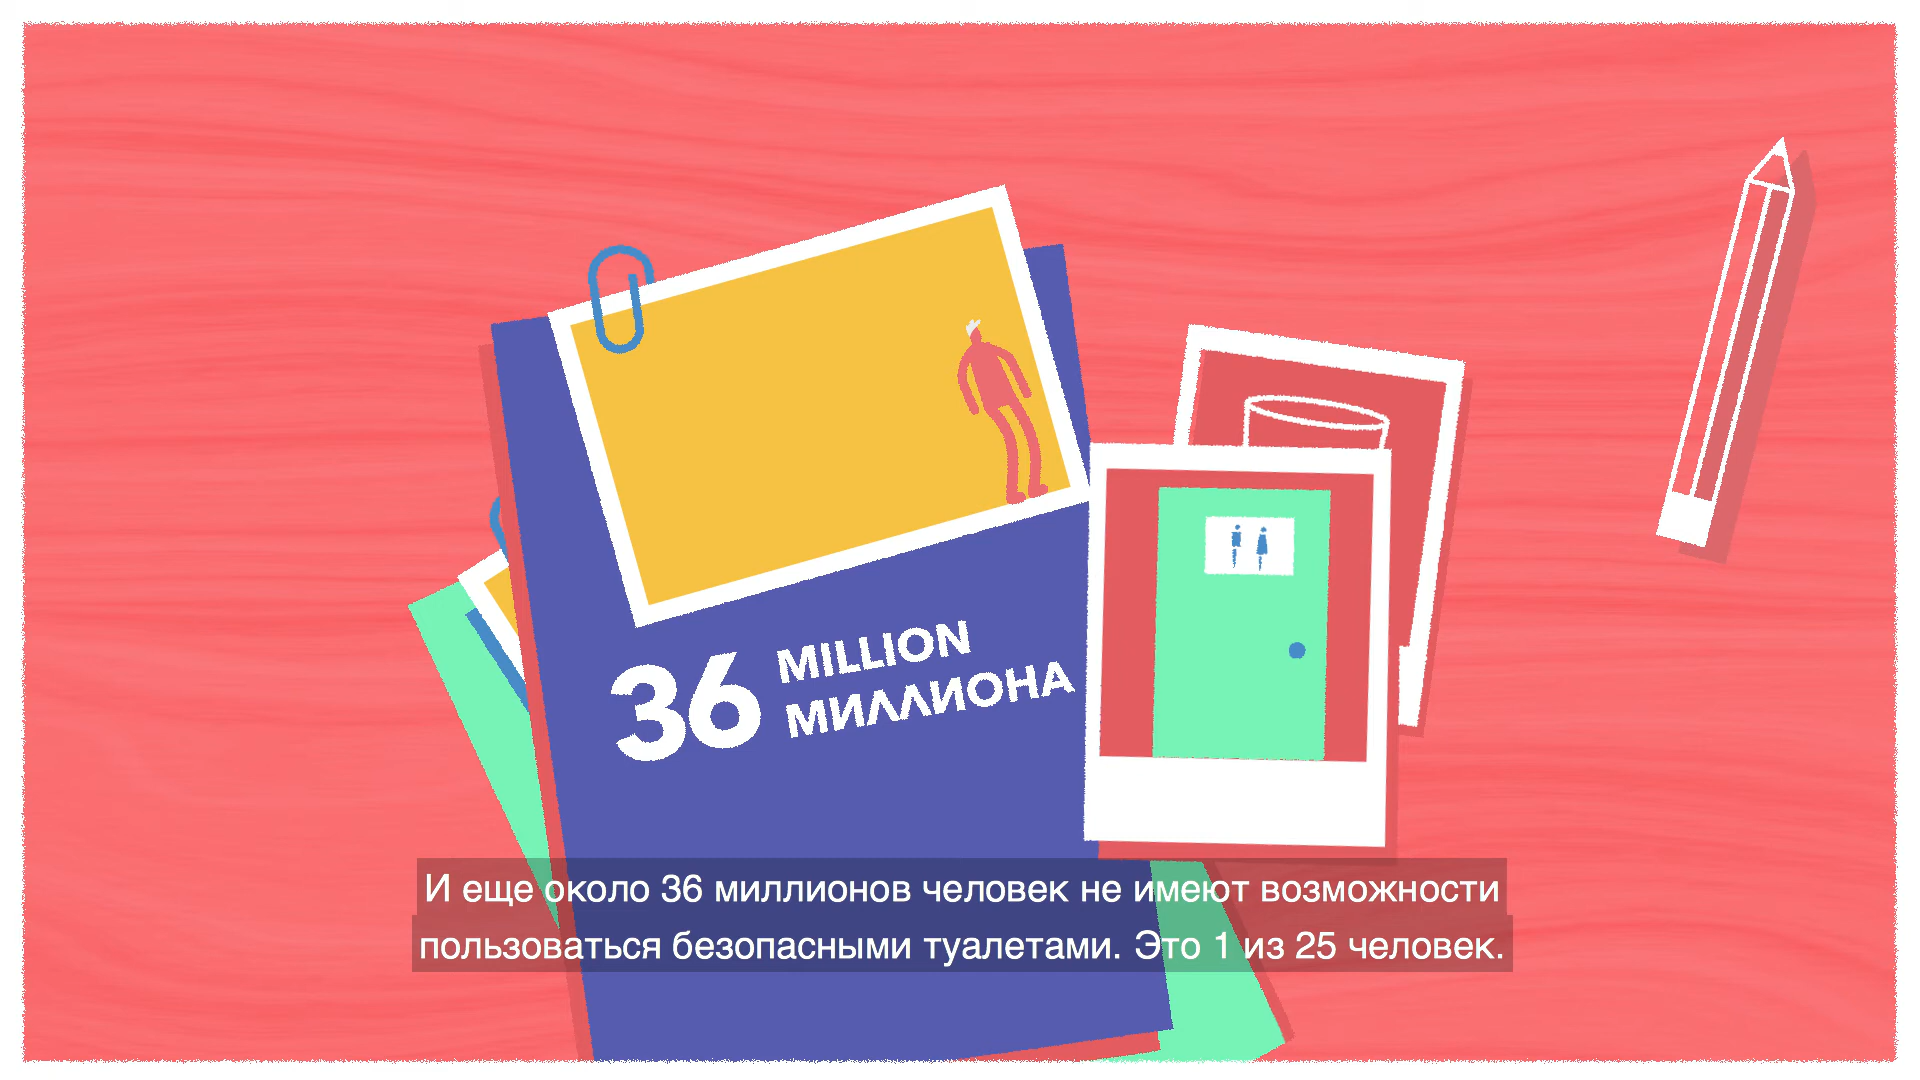 36
MILLION
МИЛЛИОНА
И еще около 36 миллионов человек не имеют возможности
пользоваться безопасными туалетами. Это 1 из 25 человек.